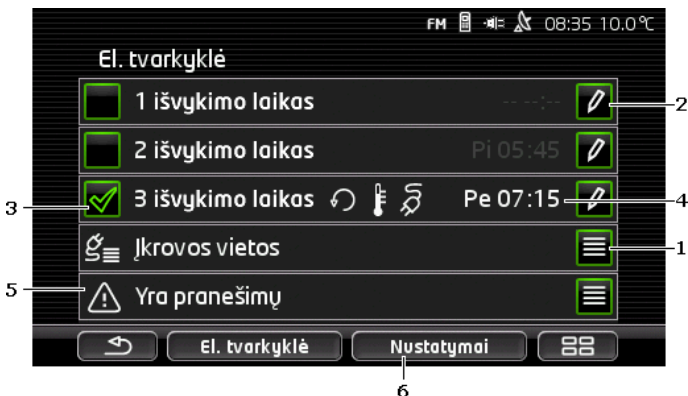 FM 08:35 10.0°C
El. tvarkyklė
1 išvykimo laikas -- --:--
2
2 išvykimo laikas Pi 05:45
3 išvykimo laikas Pe 07:15
3
4
Įkrovos vietos
1
5
Yra pranešimų
El. tvarkyklė Nustatymai
6